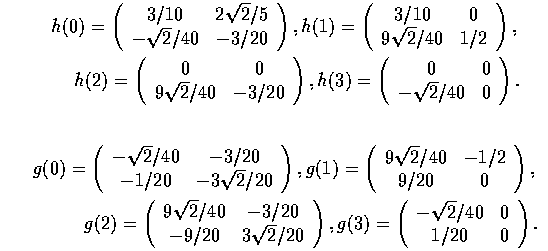 h(0) = ( 3/10 2√2/5 ; −√2/40 −3/20 ), h(1) = ( 3/10 0 ; 9√2/40 1/2 ),
h(2) = ( 0 0 ; 9√2/40 −3/20 ), h(3) = ( 0 0 ; −√2/40 0 ).
g(0) = ( −√2/40 −3/20 ; −1/20 −3√2/20 ), g(1) = ( 9√2/40 −1/2 ; 9/20 0 ),
g(2) = ( 9√2/40 −3/20 ; −9/20 3√2/20 ), g(3) = ( −√2/40 0 ; 1/20 0 ).